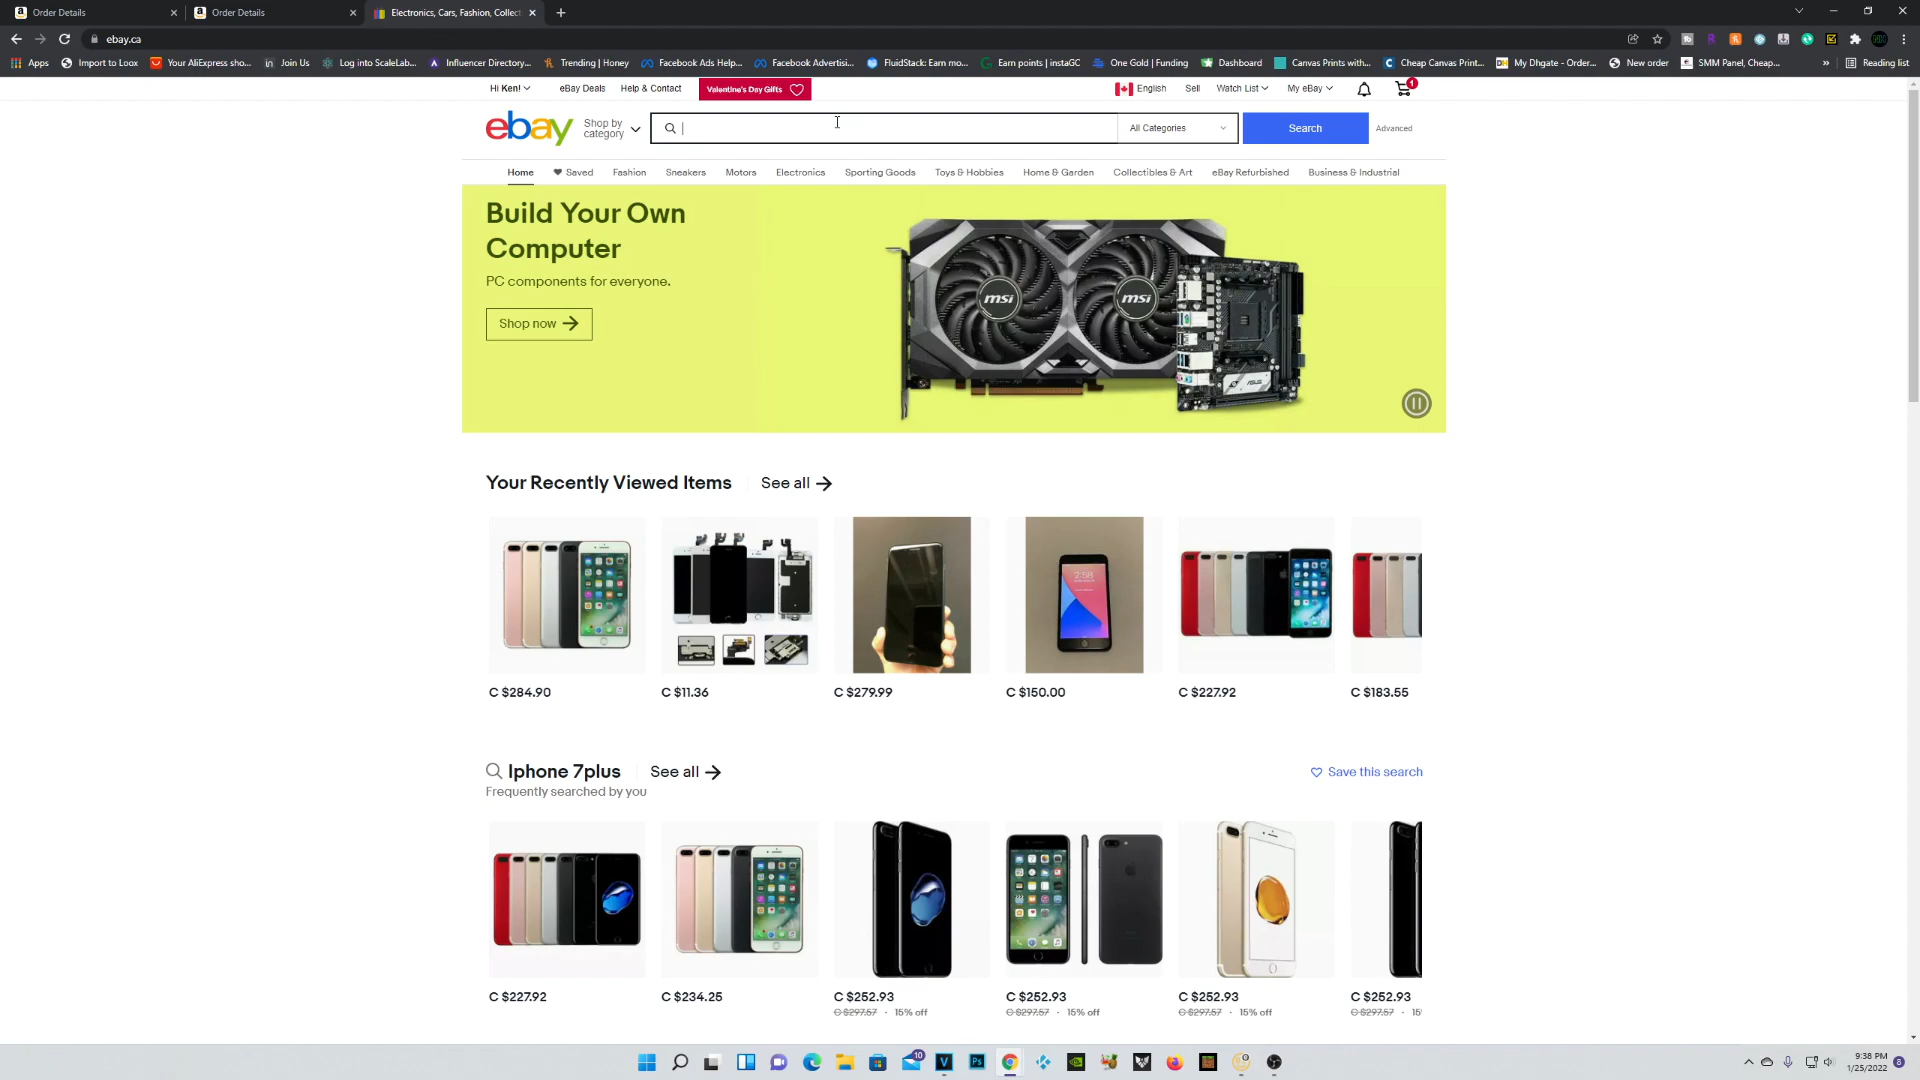 Order Details
Order Details
Electronics, Cars, Fashion, Collect
ebay.ca
Apps
Import to Loox
Your AliExpress sho...
Join Us
Log into ScaleLab...
Influencer Directory...
Trending | Honey
Facebook Ads Help...
Facebook Advertisi...
FluidStack: Earn mo...
Earn points | instaGC
One Gold | Funding
Dashboard
Canvas Prints with...
Cheap Canvas Print...
My Dhgate - Order...
New order
SMM Panel, Cheap...
»
Reading list
Hi Ken!
eBay Deals
Help & Contact
Valentine's Day Gifts
English
Sell
Watch List
My eBay
1
ebay
Shop by
category
All Categories
Search
Advanced
Home
Saved
Fashion
Sneakers
Motors
Electronics
Sporting Goods
Toys & Hobbies
Home & Garden
Collectibles & Art
eBay Refurbished
Business & Industrial
Build Your Own
Computer
PC components for everyone.
Shop now
msi
msi
ASUS
Your Recently Viewed Items
See all
2:58
C $284.90
C $11.36
C $279.99
C $150.00
C $227.92
C $183.55
Iphone 7plus
See all
Save this search
Frequently searched by you
C $227.92
C $234.25
C $252.93
C $252.93
C $252.93
C $252.93
C $297.57 · 15% off
C $297.57 · 15% off
C $297.57 · 15% off
C $297.57 · 15
10
V
Ps
9:38 PM
1/25/2022
8